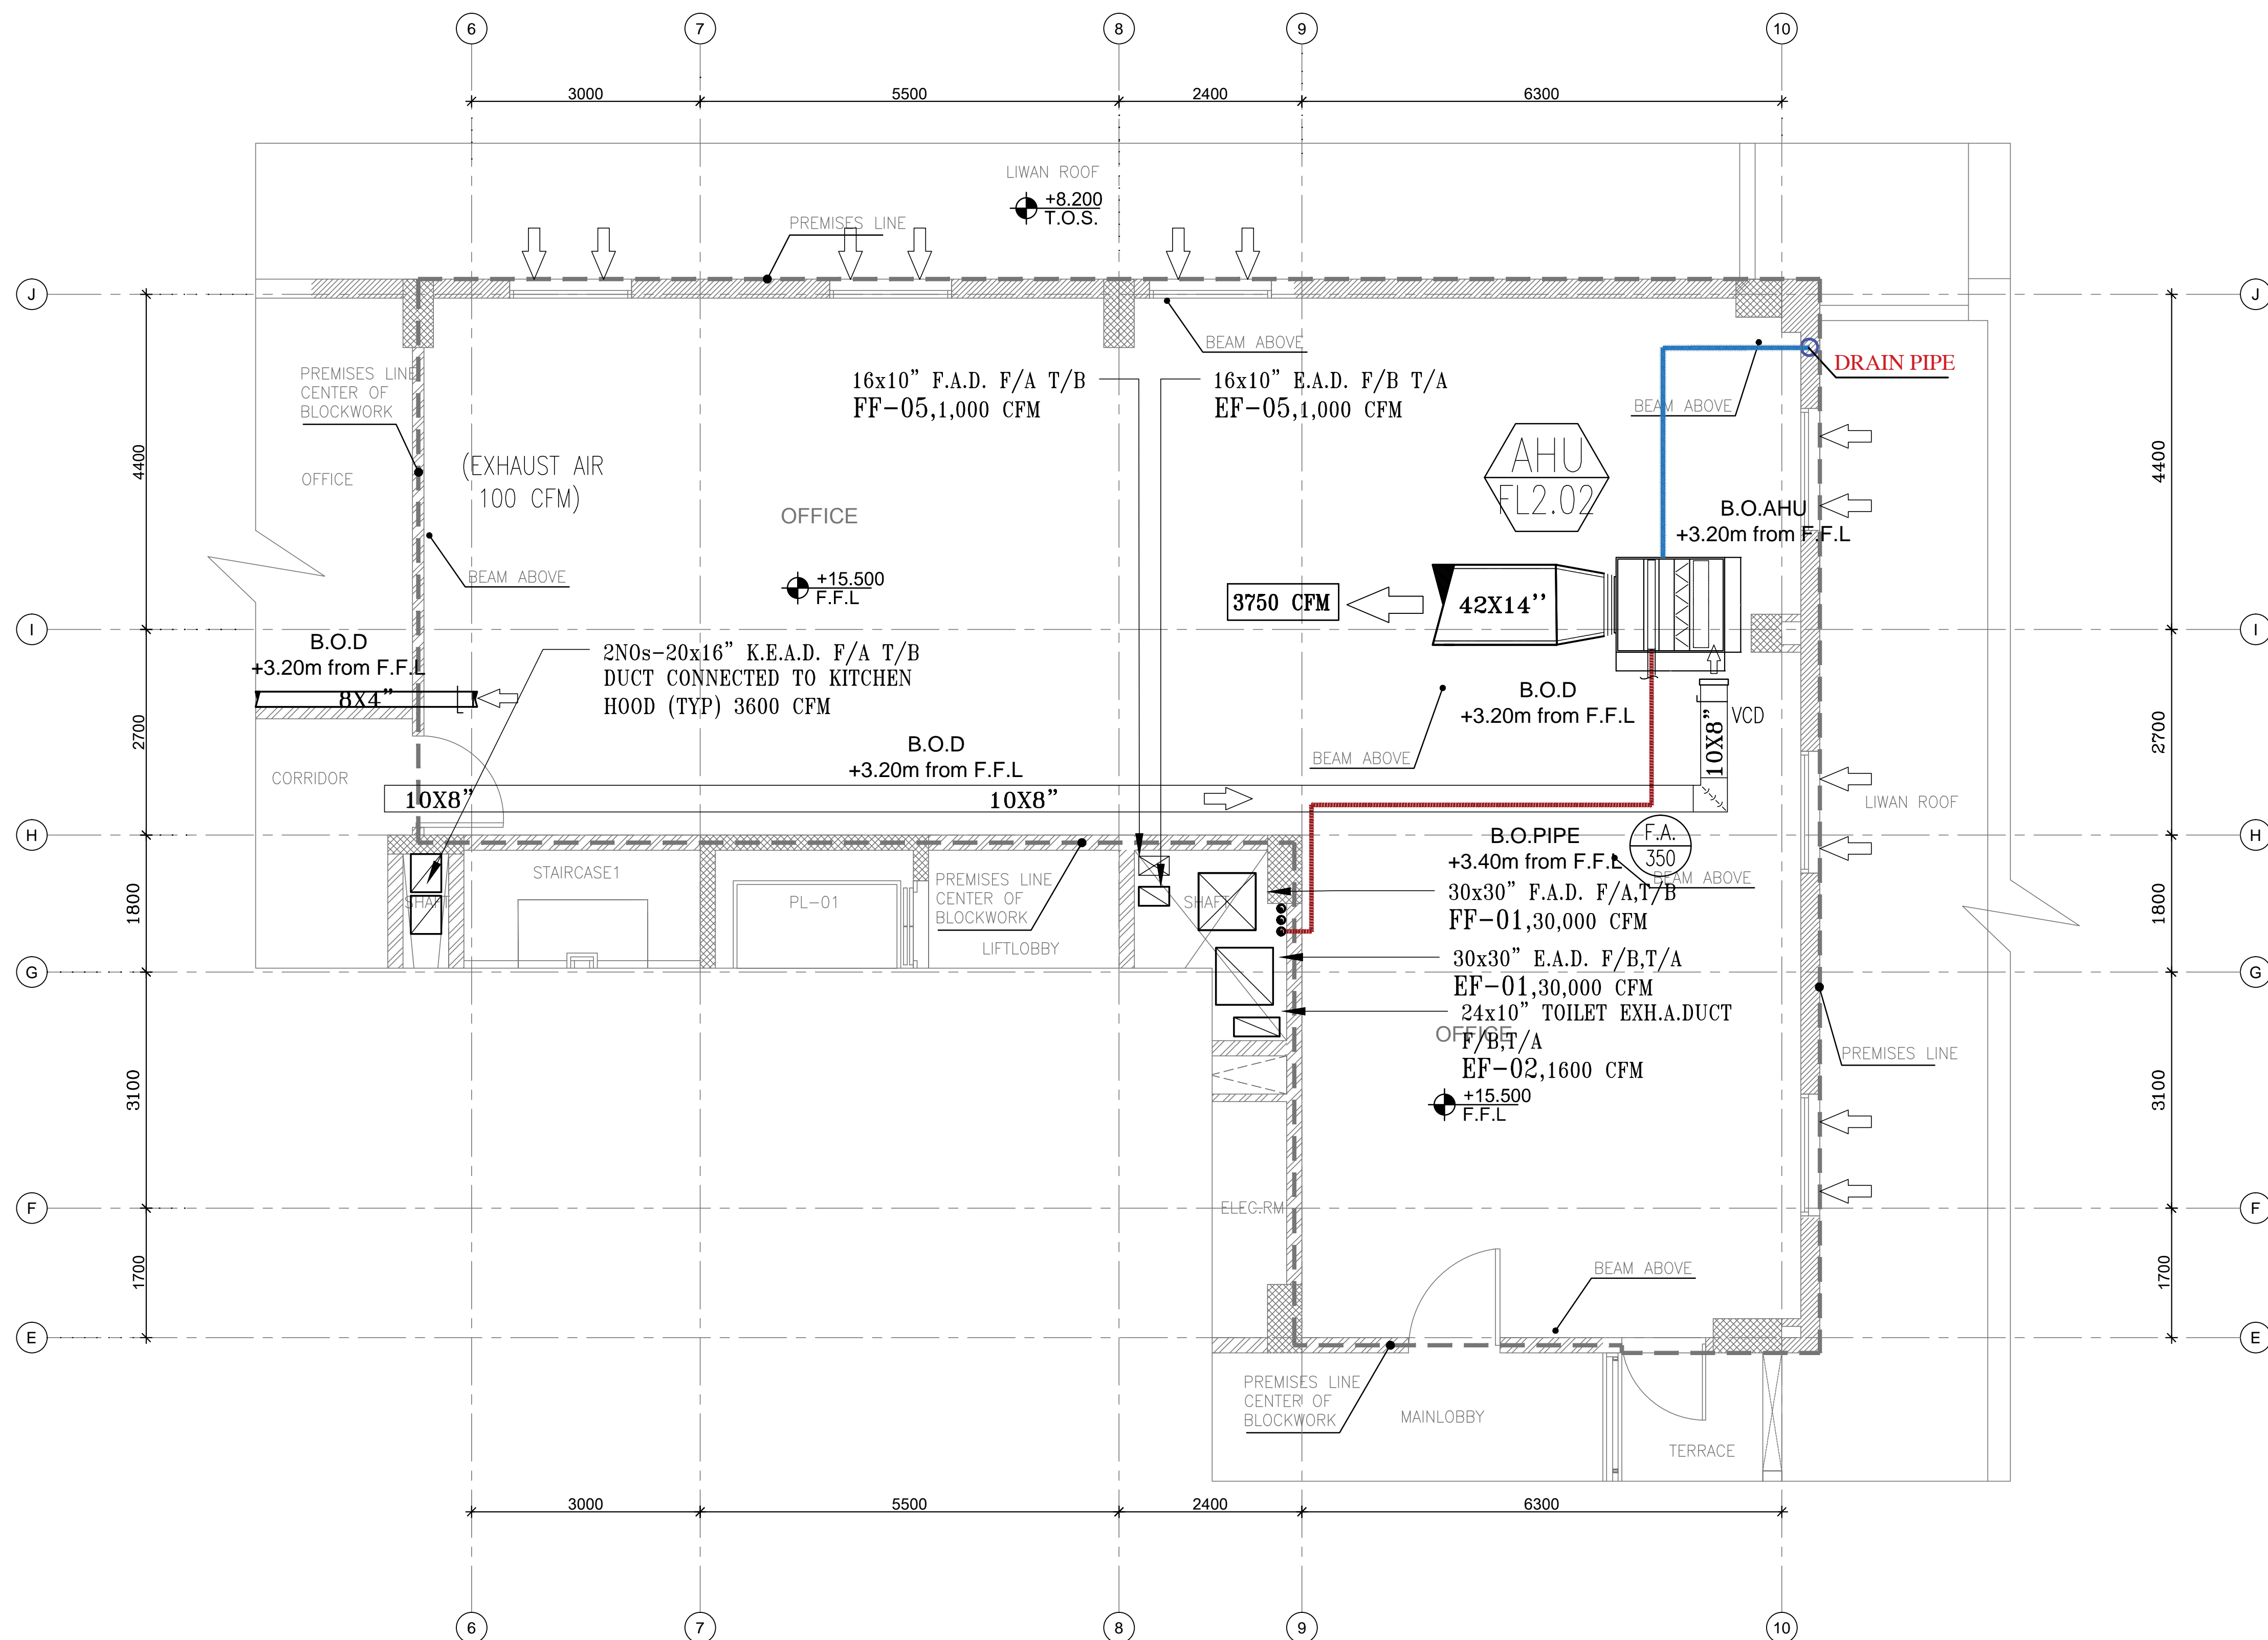 6
7
8
9
10
3000
5500
2400
6300
LIWAN ROOF
+8.200
T.O.S.
PREMISES LINE
J
J
BEAM ABOVE
PREMISES LINE
CENTER OF
BLOCKWORK
16x10" F.A.D. F/A T/B
FF-05,1,000 CFM
16x10" E.A.D. F/B T/A
EF-05,1,000 CFM
BEAM ABOVE
DRAIN PIPE
4400
4400
OFFICE
(EXHAUST AIR
100 CFM)
OFFICE
AHU
FL2.02
B.O.AHU
+3.20m from F.F.L
BEAM ABOVE
+15.500
F.F.L
3750 CFM
42X14''
I
I
B.O.D
+3.20m from F.F.L
8X4"
2NOs-20x16" K.E.A.D. F/A T/B
DUCT CONNECTED TO KITCHEN
HOOD (TYP) 3600 CFM
B.O.D
+3.20m from F.F.L
VCD
10X8"
2700
2700
B.O.D
+3.20m from F.F.L
BEAM ABOVE
CORRIDOR
10X8"
10X8"
LIWAN ROOF
H
H
B.O.PIPE
+3.40m from F.F.L
F.A.
350
BEAM ABOVE
STAIRCASE1
SHAFT
PL-01
PREMISES LINE
CENTER OF
BLOCKWORK
LIFTLOBBY
SHAFT
30x30" F.A.D. F/A,T/B
FF-01,30,000 CFM
1800
1800
30x30" E.A.D. F/B,T/A
EF-01,30,000 CFM
G
G
24x10" TOILET EXH.A.DUCT
F/B,T/A
EF-02,1600 CFM
OFFICE
PREMISES LINE
3100
3100
+15.500
F.F.L
ELEC.RM
F
F
1700
1700
BEAM ABOVE
E
E
PREMISES LINE
CENTER OF
BLOCKWORK
MAINLOBBY
TERRACE
3000
5500
2400
6300
6
7
8
9
10